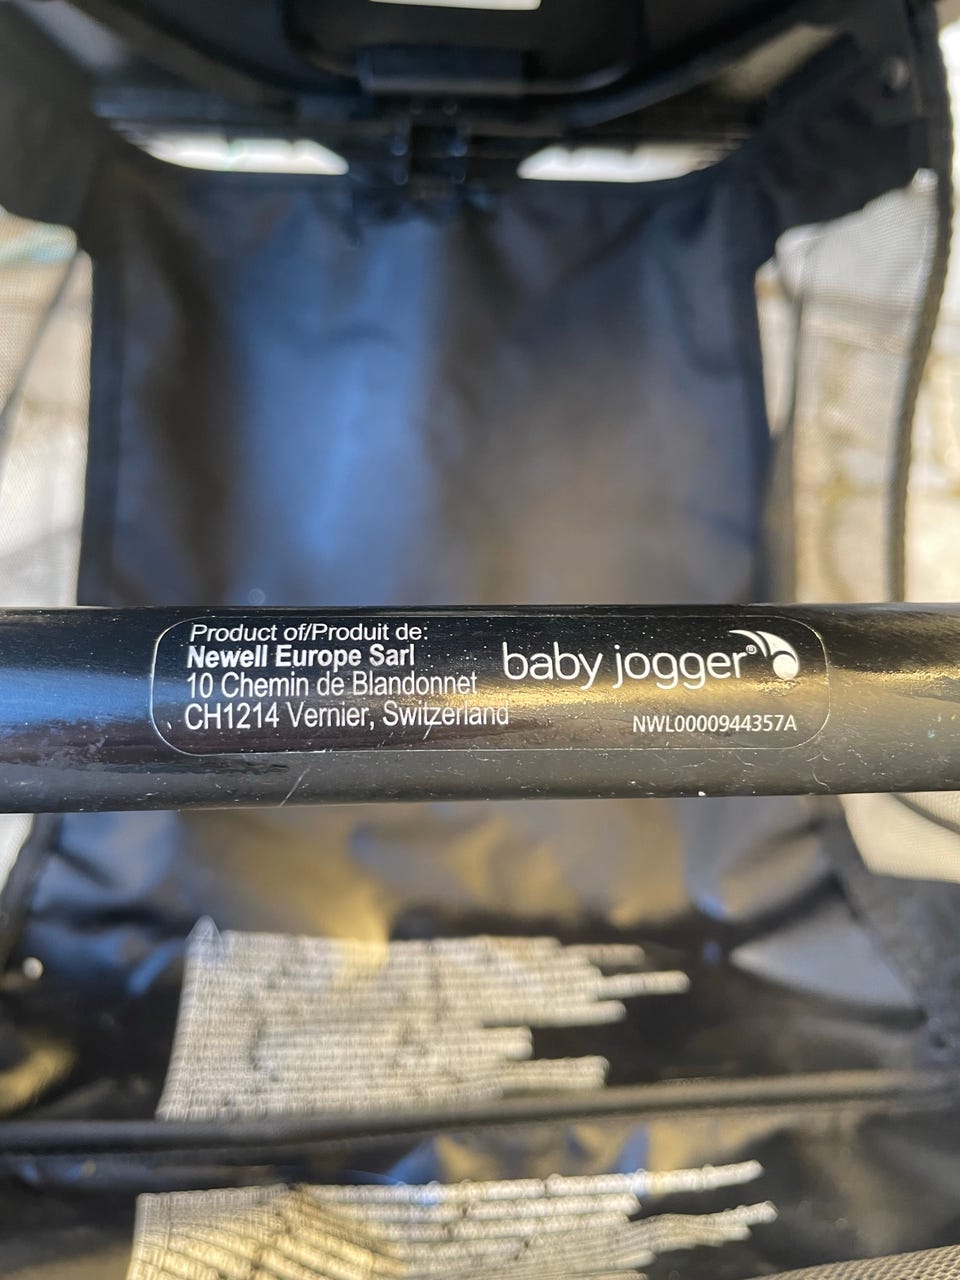 Product of/Produit de:
Newell Europe Sarl
10 Chemin de Blandonnet
CH1214 Vernier, Switzerland
baby jogger®
NWL0000944357A